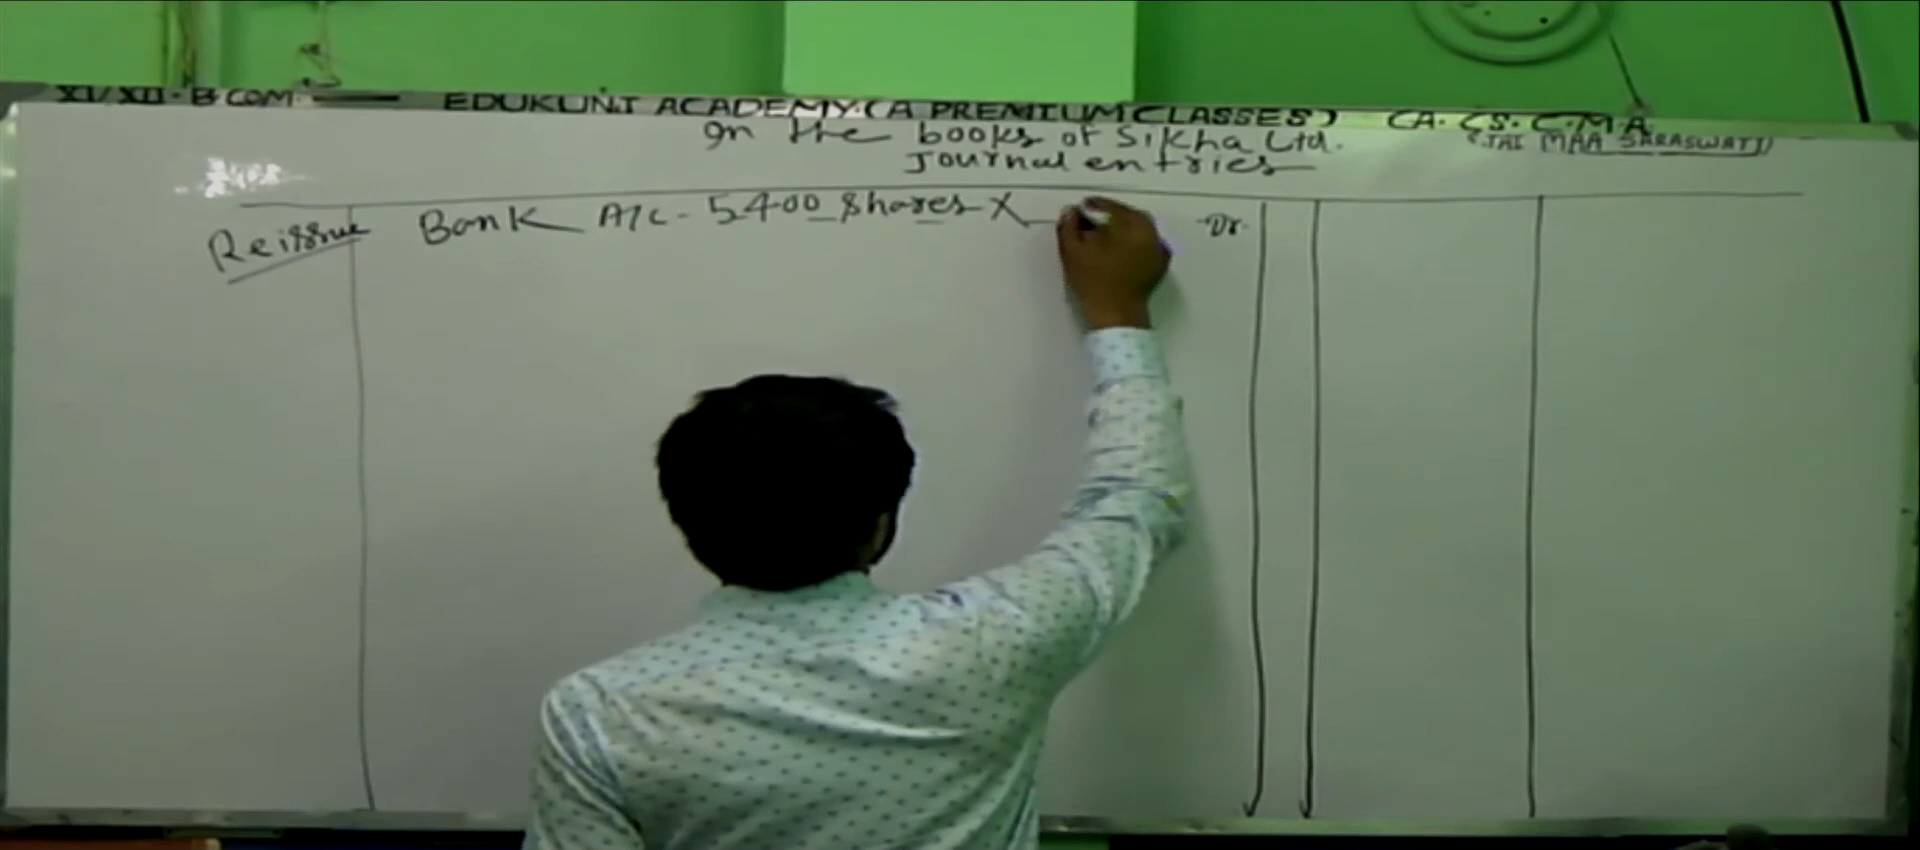 XI/XII-B.COM. — EDUKUNT ACADEMY.(A PREMIUM CLASSES) CA. CS. C.M.A
(JAI MAA SARASWATI)
In the books of Sikha Ltd.
Journal entries
Reissue Bank A/c - 5400 Shares X Dr.